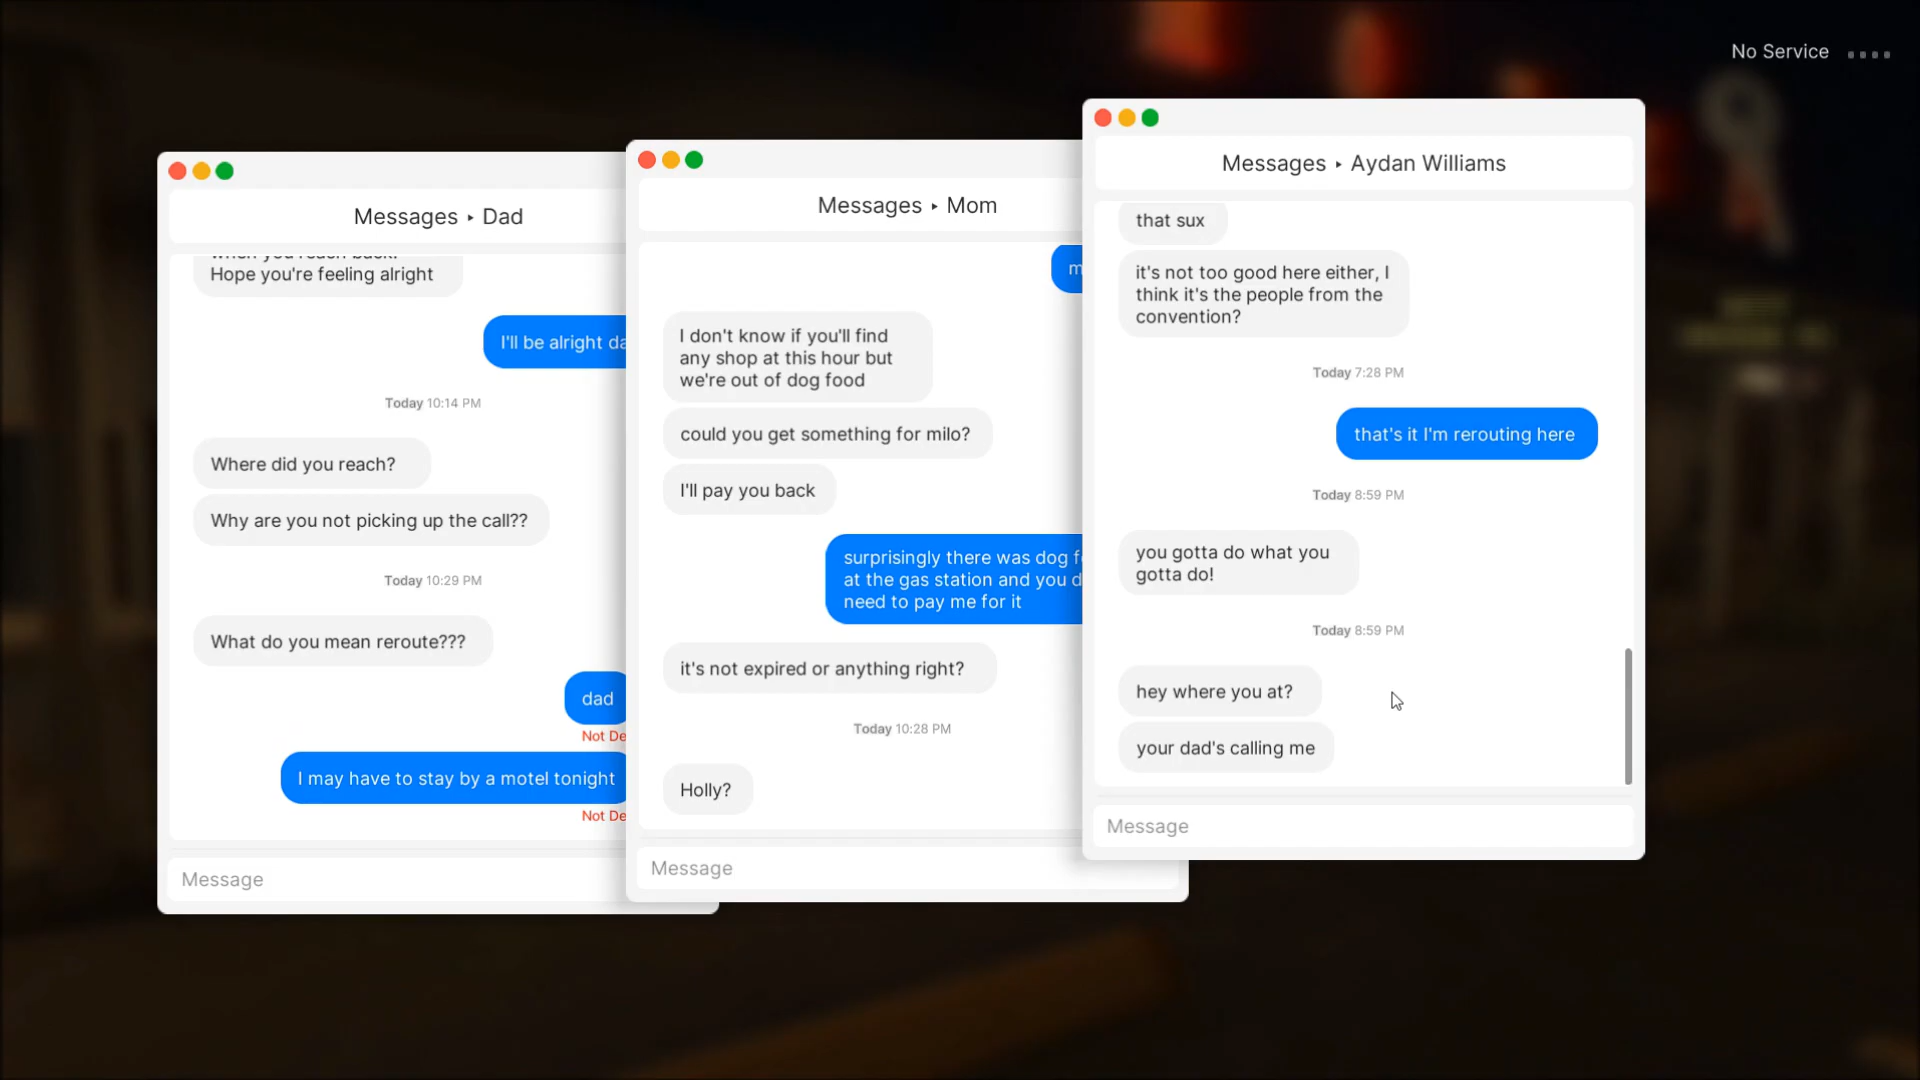 No Service
Messages ▸ Dad
Hope you're feeling alright
I'll be alright
Today 10:14 PM
Where did you reach?
Why are you not picking up the call??
Today 10:29 PM
What do you mean reroute???
dad
Not
I may have to stay by a motel tonight
Not
Message
Messages ▸ Mom
I don't know if you'll find
any shop at this hour but
we're out of dog food
could you get something for milo?
I'll pay you back
surprisingly there was dog
at the gas station and you
need to pay me for it
it's not expired or anything right?
Today 10:28 PM
Holly?
Message
Messages ▸ Aydan Williams
that sux
it's not too good here either, I
think it's the people from the
convention?
Today 7:28 PM
that's it I'm rerouting here
Today 8:59 PM
you gotta do what you
gotta do!
Today 8:59 PM
hey where you at?
your dad's calling me
Message